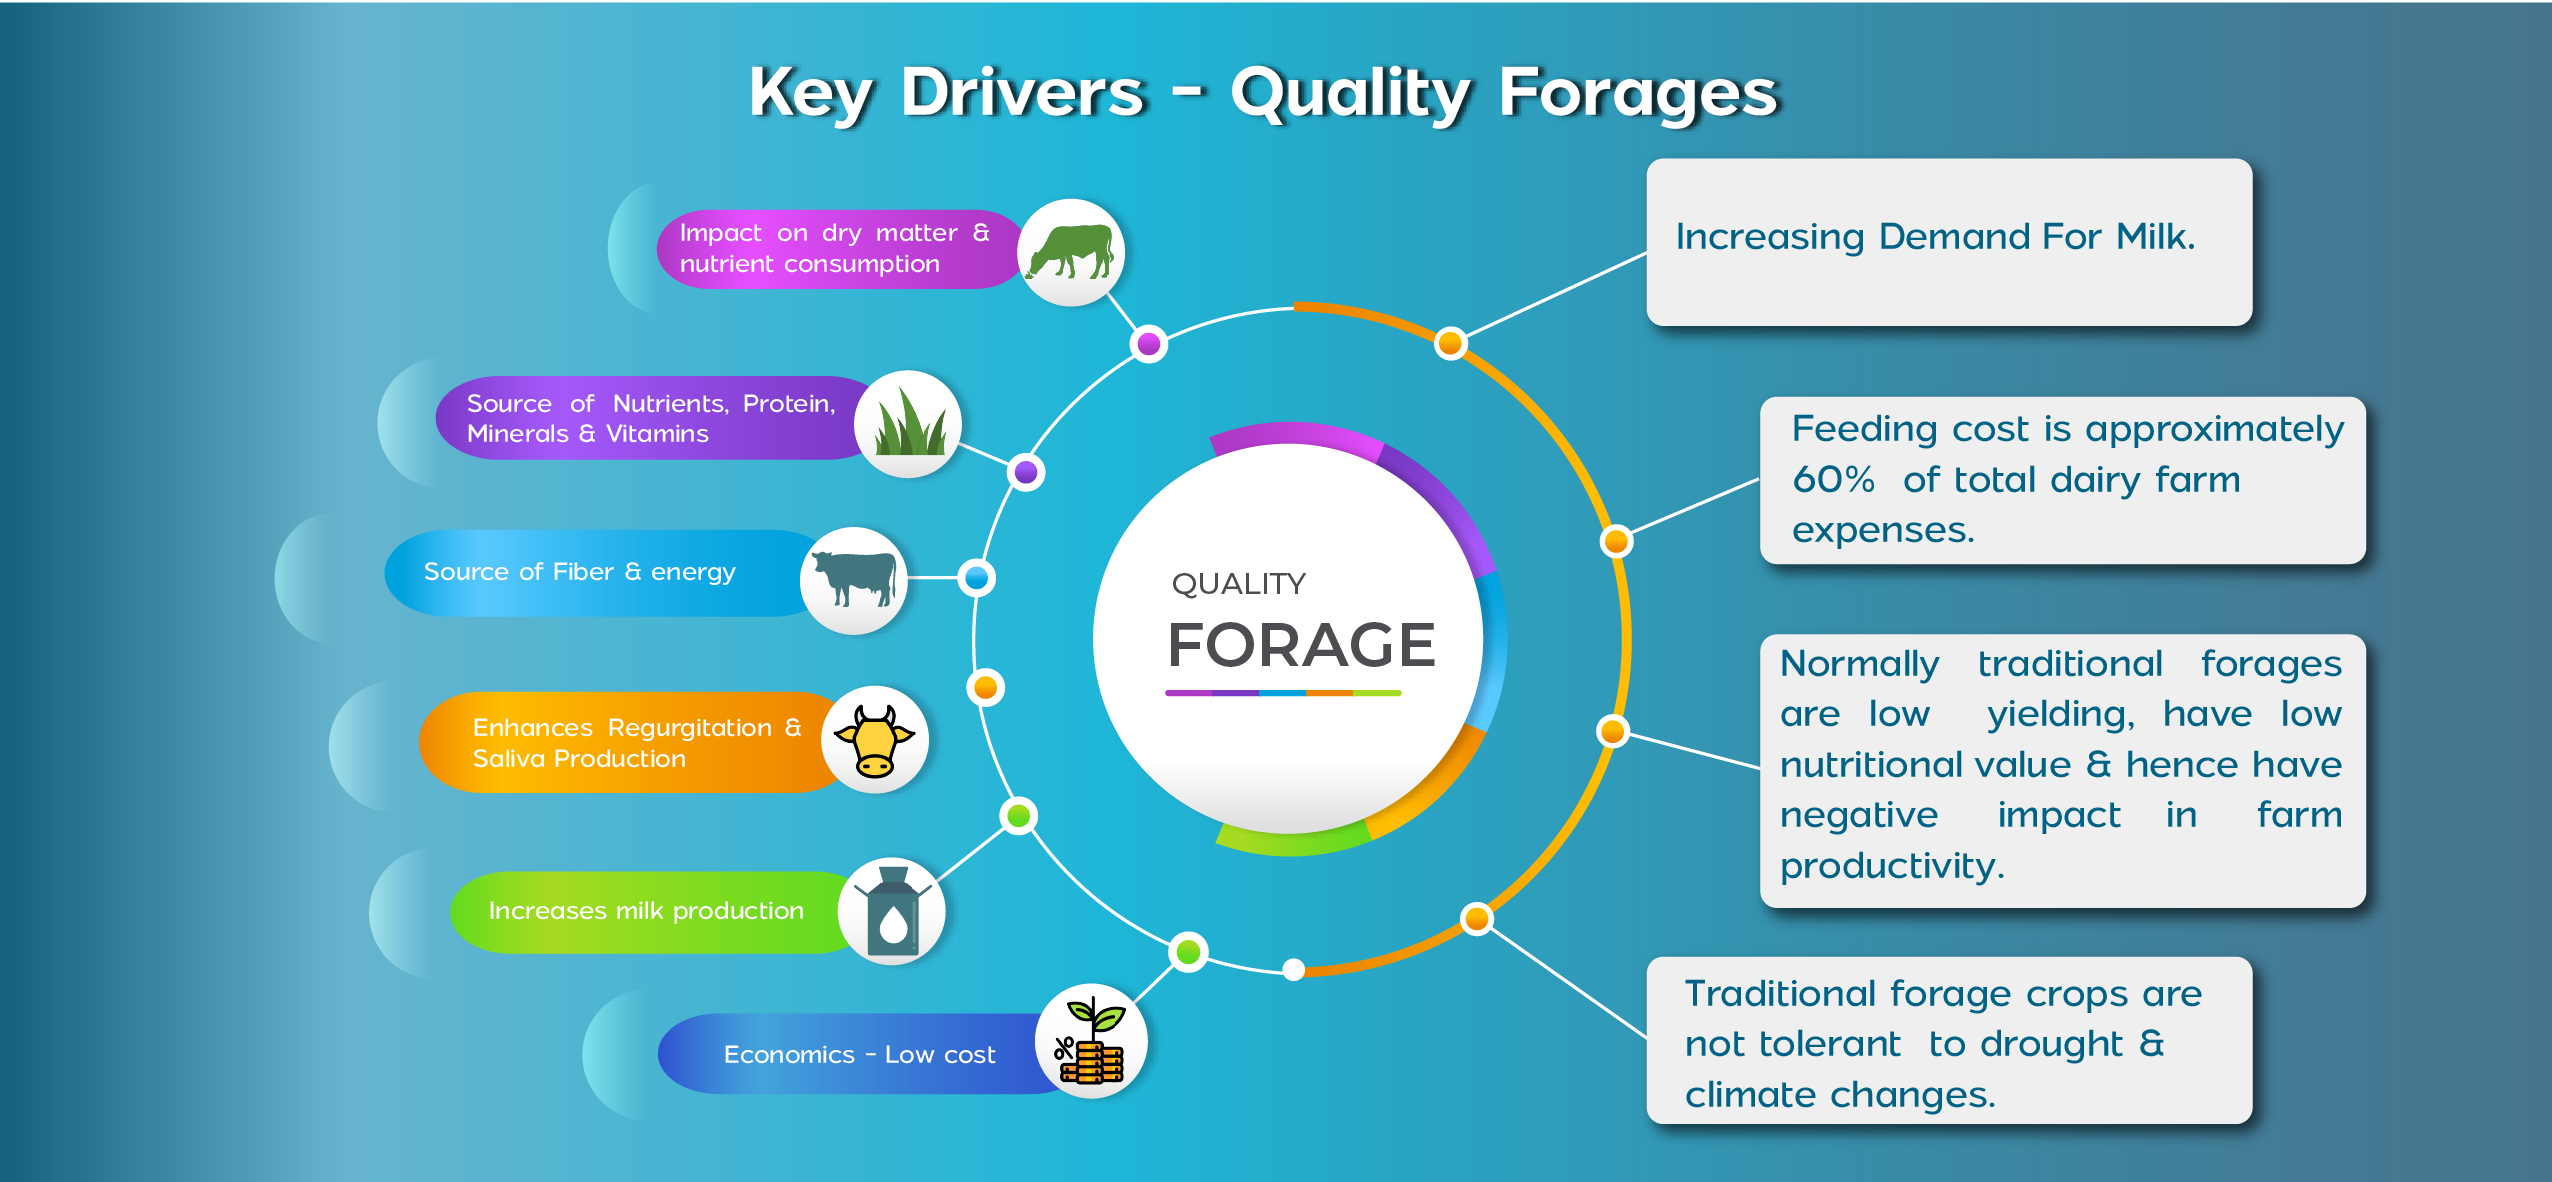 Key Drivers - Quality Forages
Impact on dry matter &
nutrient consumption
Source of Nutrients, Protein,
Minerals & Vitamins
Source of Fiber & energy
Enhances Regurgitation &
Saliva Production
Increases milk production
Economics - Low cost
%
QUALITY
FORAGE
Increasing Demand For Milk.
Feeding cost is approximately
60% of total dairy farm
expenses.
Normally traditional forages
are low yielding, have low
nutritional value & hence have
negative impact in farm
productivity.
Traditional forage crops are
not tolerant to drought &
climate changes.